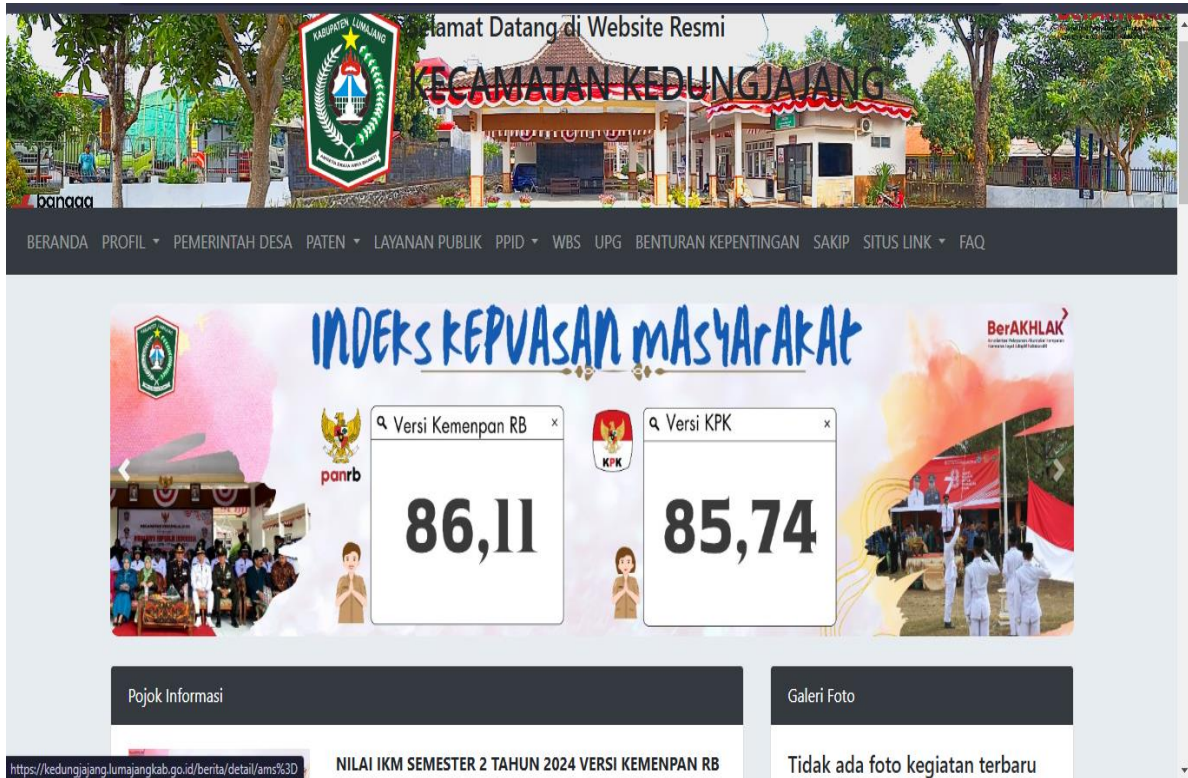 Selamat Datang di Website Resmi
KECAMATAN KEDUNGJAJANG
KABUPATEN LUMAJANG
bangga
BERANDA PROFIL PEMERINTAH DESA PATEN LAYANAN PUBLIK PPID WBS UPG BENTURAN KEPENTINGAN SAKIP SITUS LINK FAQ
INDEKS KEPUASAN MASYARAKAT
BerAKHLAK
Versi Kemenpan RB ×
Versi KPK ×
panrb
KPK
86,11
85,74
Pojok Informasi
Galeri Foto
NILAI IKM SEMESTER 2 TAHUN 2024 VERSI KEMENPAN RB
Tidak ada foto kegiatan terbaru
https://kedungjajang.lumajangkab.go.id/berita/detail/ams%3D